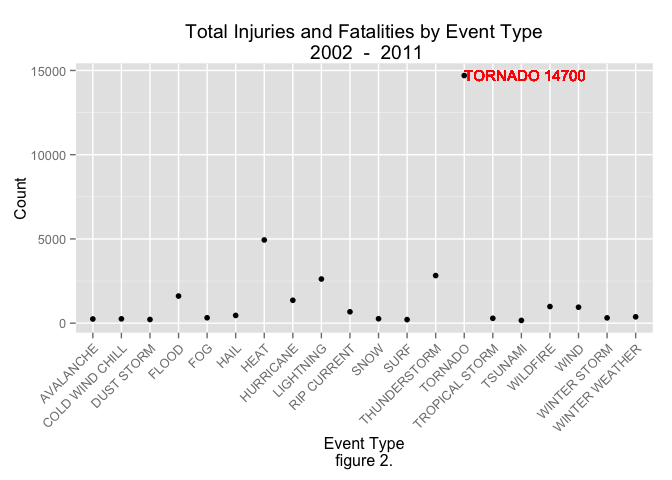 Total Injuries and Fatalities by Event Type
2002 - 2011
15000
TORNADO 14700
10000
5000
0
Count
AVALANCHE
COLD WIND CHILL
DUST STORM
FLOOD
FOG
HAIL
HEAT
HURRICANE
LIGHTNING
RIP CURRENT
SNOW
SURF
THUNDERSTORM
TORNADO
TROPICAL STORM
TSUNAMI
WILDFIRE
WIND
WINTER STORM
WINTER WEATHER
Event Type
figure 2.